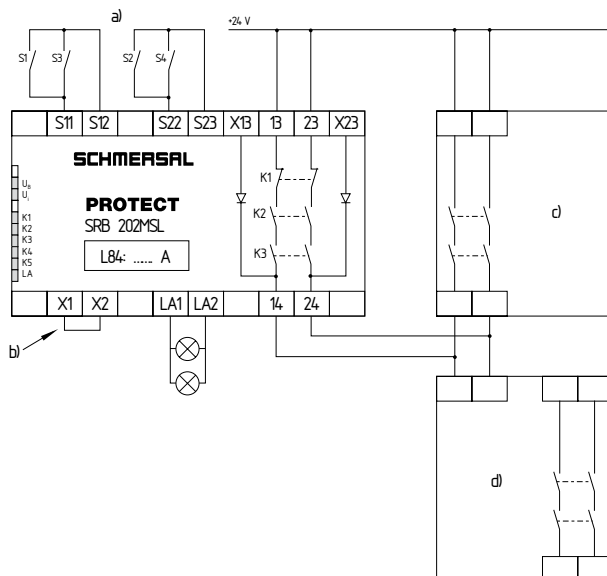 a)
+24 V
S1 S3 S2 S4
S11 S12 S22 S23 X13 13 23 X23
SCHMERSAL
PROTECT
SRB 202MSL
L84: ...... A
UB
Ui
K1
K2
K3
K4
K5
LA
K1
K2
K3
c)
X1 X2 LA1 LA2 14 24
b)
d)